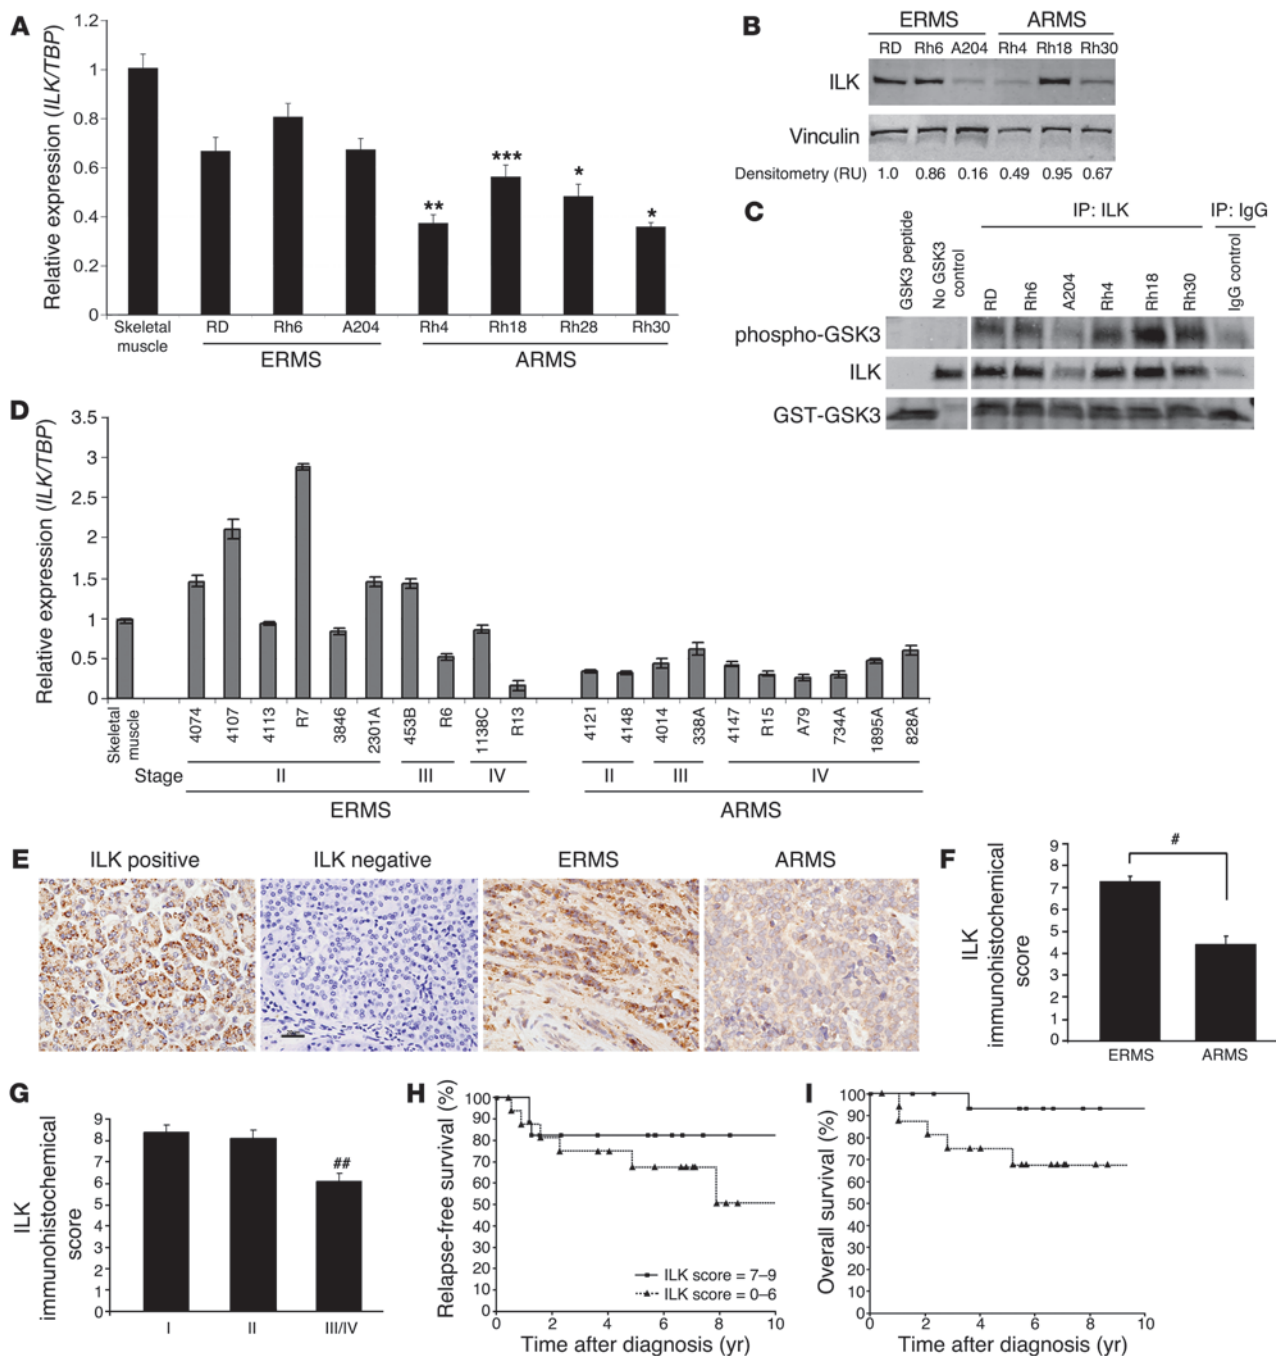 A
Relative expression (ILK/TBP)
1.2
1
0.8
0.6
0.4
0.2
0
** *** * *
Skeletal muscle RD Rh6 A204 Rh4 Rh18 Rh28 Rh30
ERMS ARMS
B
ERMS ARMS
RD Rh6 A204 Rh4 Rh18 Rh30
ILK
Vinculin
Densitometry (RU) 1.0 0.86 0.16 0.49 0.95 0.67
C
IP: ILK IP: IgG
GSK3 peptide No GSK3 control RD Rh6 A204 Rh4 Rh18 Rh30 IgG control
phospho-GSK3
ILK
GST-GSK3
D
Relative expression (ILK/TBP)
3.5
3
2.5
2
1.5
1
0.5
0
Skeletal muscle 4074 4107 4113 R7 3846 2301A 453B R6 1138C R13 4121 4148 4014 338A 4147 R15 A79 734A 1895A 828A
Stage II III IV II III IV
ERMS ARMS
E
ILK positive ILK negative ERMS ARMS
F
ILK immunohistochemical score
9
8
7
6
5
4
3
2
1
0
#
ERMS ARMS
G
ILK immunohistochemical score
9
8
7
6
5
4
3
2
1
0
##
I II III/IV
H
Relapse-free survival (%)
100
90
80
70
60
50
40
30
20
10
0
ILK score = 7–9
ILK score = 0–6
0 2 4 6 8 10
Time after diagnosis (yr)
I
Overall survival (%)
100
90
80
70
60
50
40
30
20
10
0
0 2 4 6 8 10
Time after diagnosis (yr)